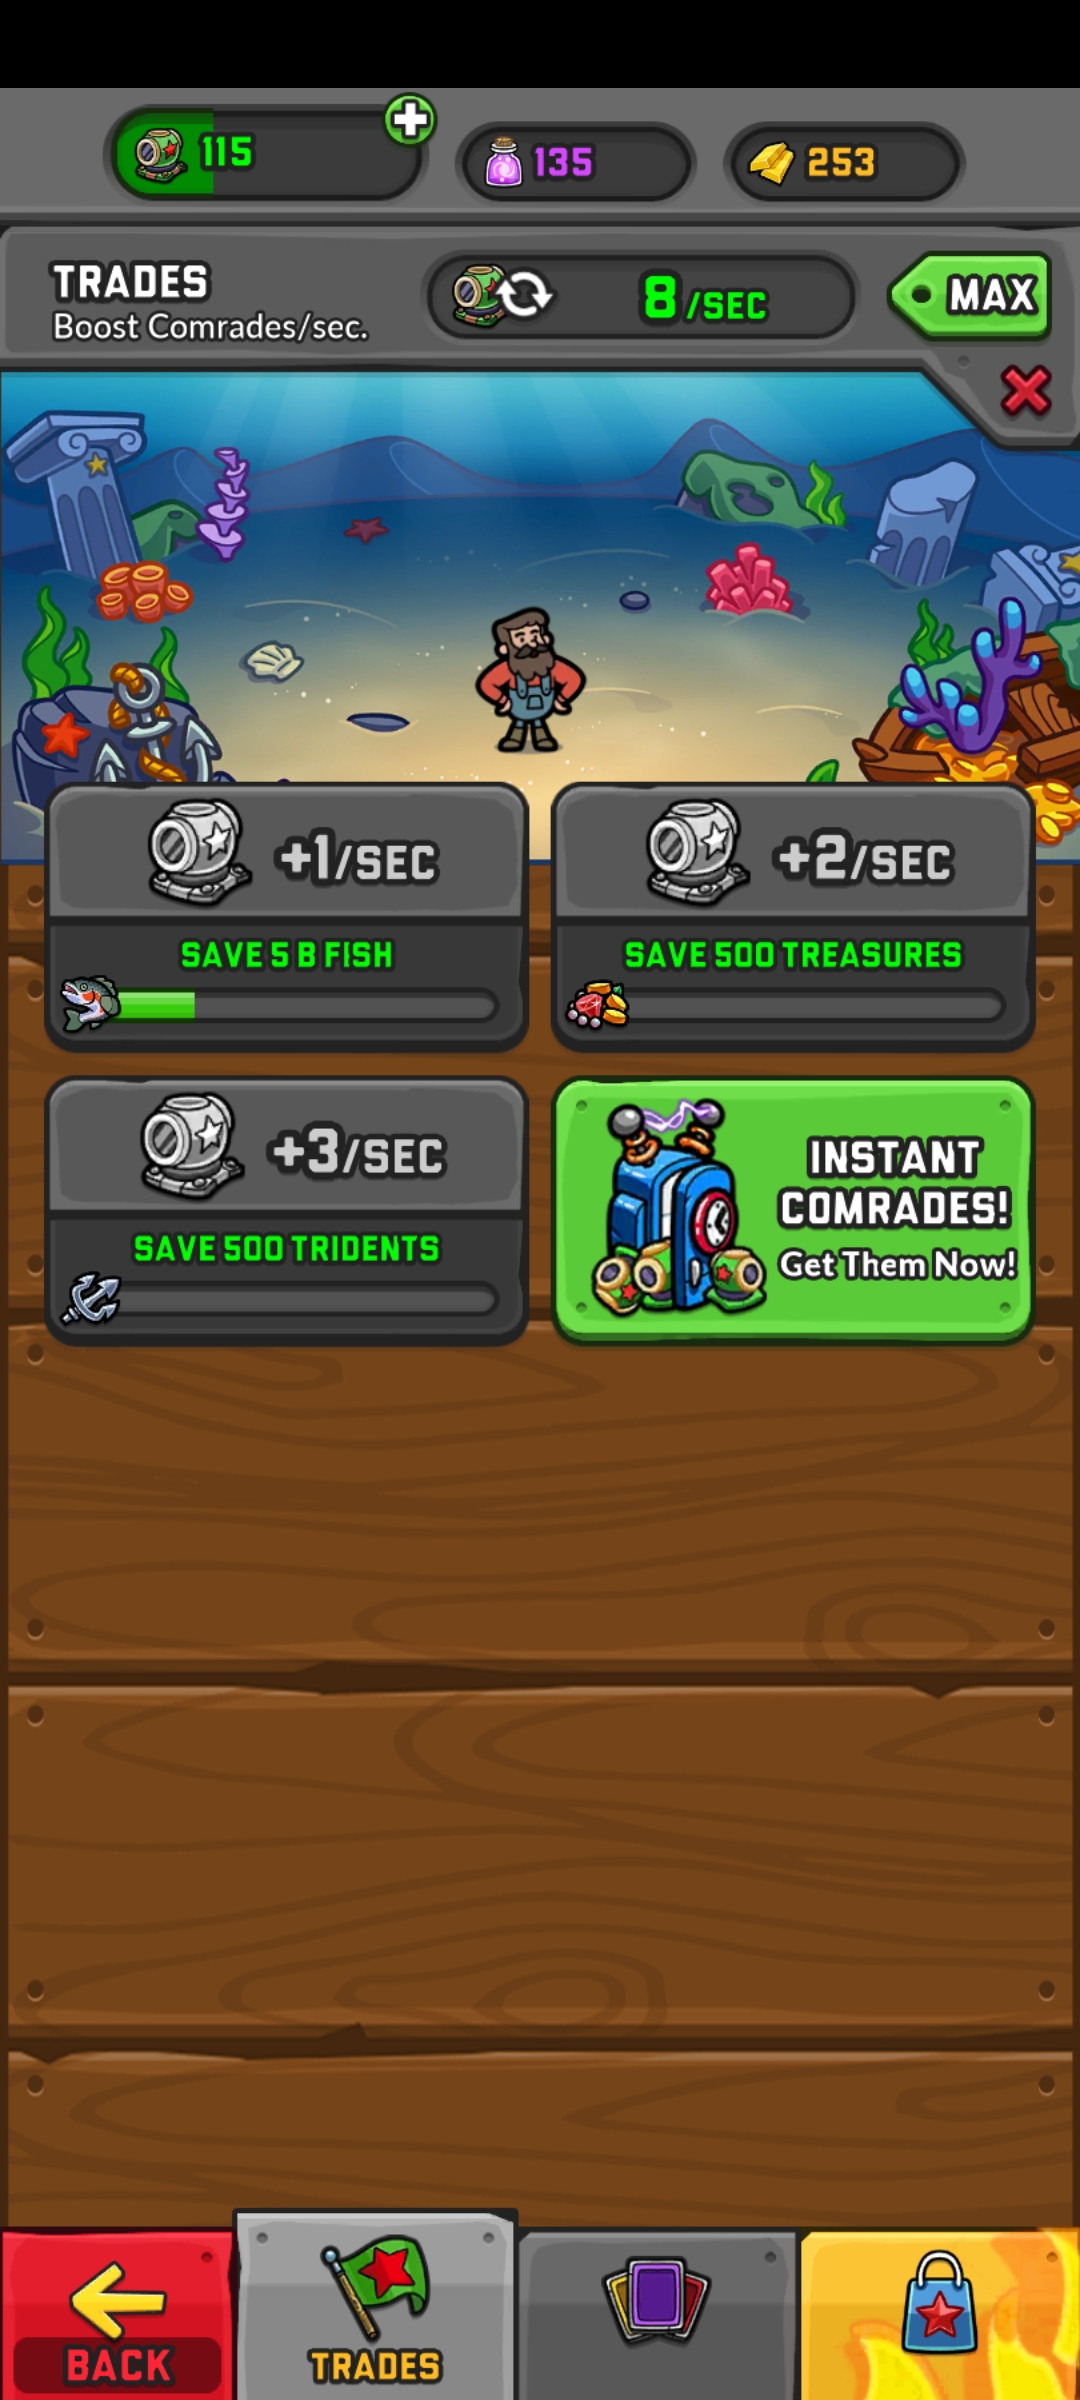 115
135
253
TRADES
Boost Comrades/sec.
8/SEC
MAX
+1/SEC
SAVE 5 B FISH
+2/SEC
SAVE 500 TREASURES
+3/SEC
SAVE 500 TRIDENTS
INSTANT
COMRADES!
Get Them Now!
BACK
TRADES